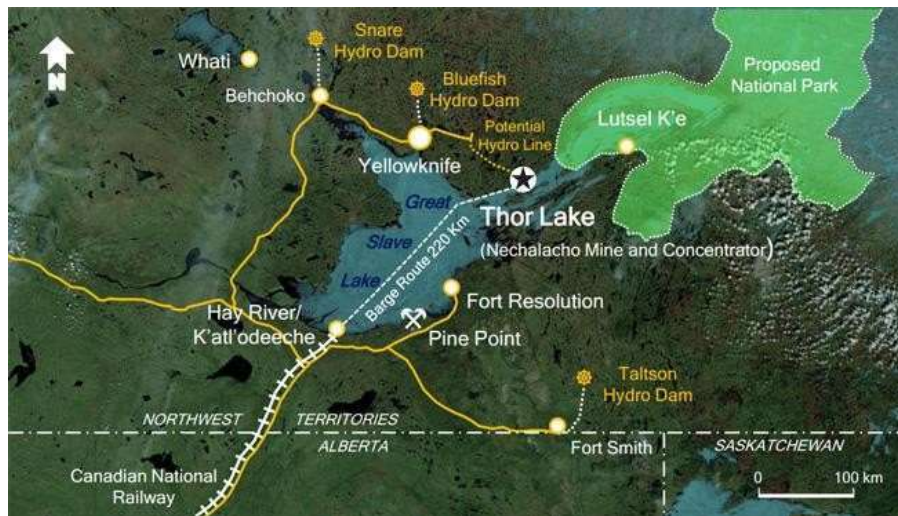 N
Snare
Hydro Dam
Whati
Bluefish
Hydro Dam
Behchoko
Proposed
National Park
Lutsel K'e
Potential
Hydro Line
Yellowknife
Great
Slave
Lake
Thor Lake
(Nechalacho Mine and Concentrator)
Barge Route 220 Km
Hay River/
K'atl'odeeche
Fort Resolution
Pine Point
Taltson
Hydro Dam
NORTHWEST TERRITORIES
ALBERTA
Fort Smith
SASKATCHEWAN
Canadian National
Railway
0 100 km